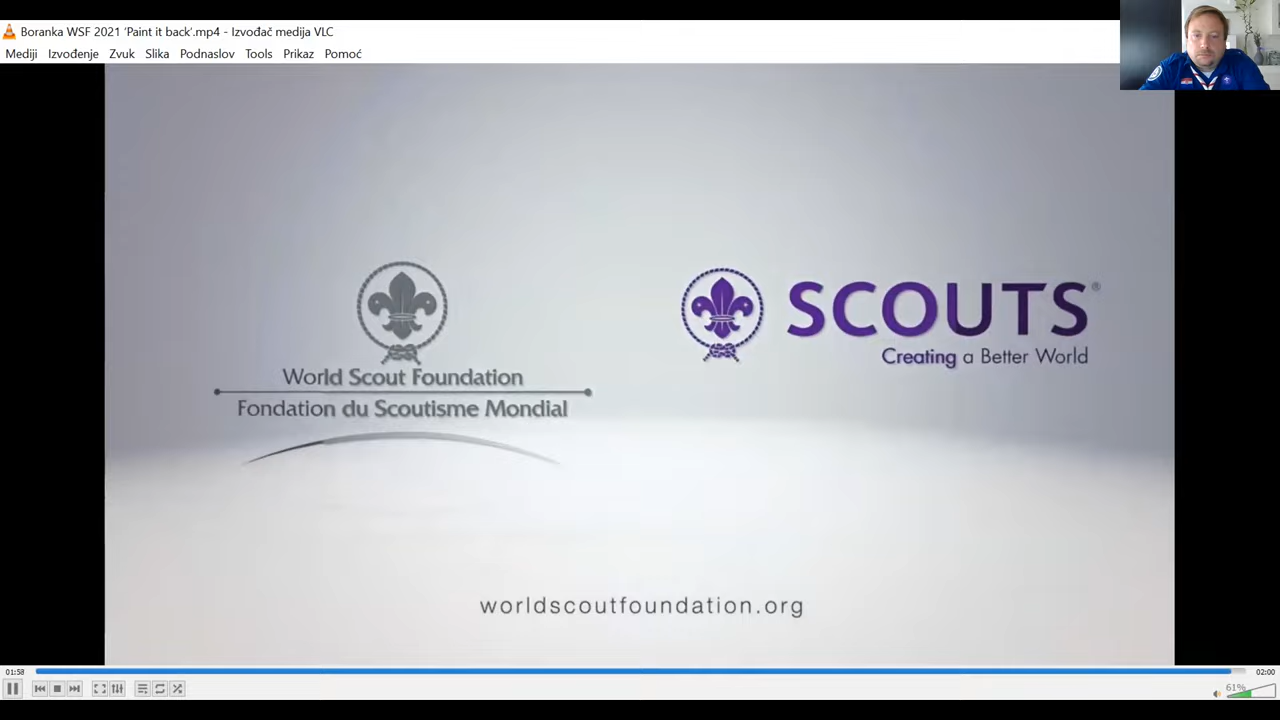 Boranka WSF 2021 'Paint it back'.mp4 - Izvođač medija VLC
Mediji Izvođenje Zvuk Slika Podnaslov Tools Prikaz Pomoć
World Scout Foundation
Fondation du Scoutisme Mondial
SCOUTS®
Creating a Better World
worldscoutfoundation.org
01:58
02:00
61%